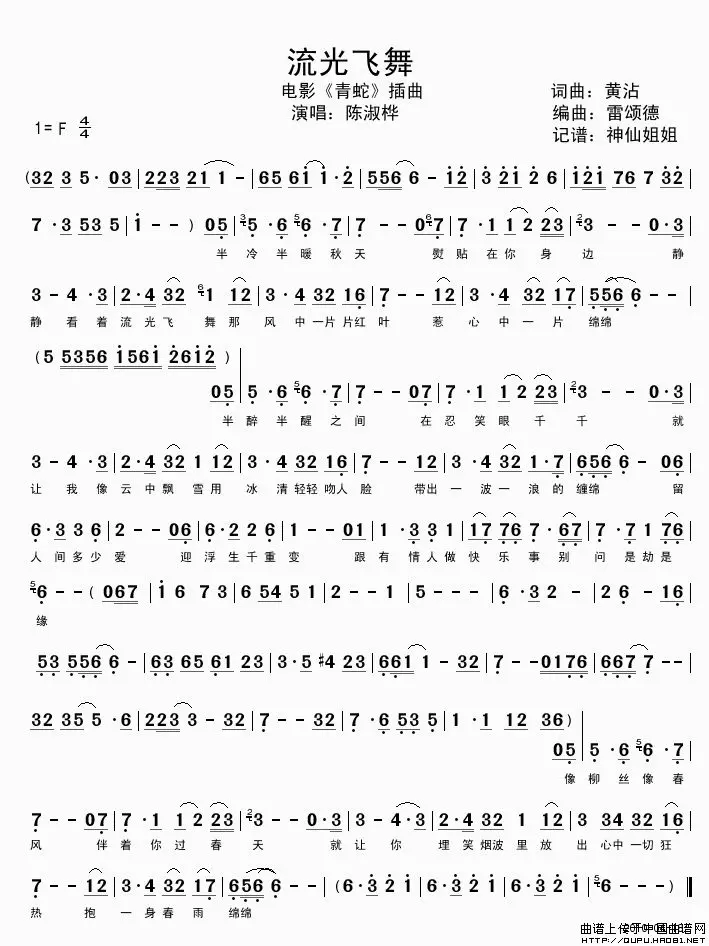 流光飞舞
电影《青蛇》插曲 词曲：黄沾
演唱：陈淑桦 编曲：雷颂德
1= F 4/4 记谱：神仙姐姐
(32 3 5· 03|223 21 1 -|65 61 1·2|556 6 - 12|3 21 2 6|121 76 7 32|
7 ·3 53 5|1 - - ) 05|5 ·6 6 ·7|7 - - 07|7 ·1 1 2 23|3 - - 0·3|
半 冷 半 暖 秋 天 熨 贴 在 你 身 边 静
3 - 4 ·3|2·4 32 1 12|3 ·4 32 16|7 - - 12|3 ·4 32 17|556 6 - -|
静 看 着 流 光 飞 舞 那 风 中 一片 片红 叶 惹 心 中 一 片 绵绵
(5 5356 1561 2612)
05|5 ·6 6 ·7|7 - - 07|7 ·1 1 2 23|3 - - 0·3|
半 醉 半 醒 之 间 在 忍 笑 眼 千 千 就
3 - 4 ·3|2·4 32 1 12|3 ·4 32 16|7 - - 12|3 ·4 32 1·7|656 6 - 06|
让 我 像 云 中 飘 雪 用 冰 清 轻轻 吻人 脸 带出 一 波 一 浪 的 缠绵 留
6 ·3 3 6|2 - - 06|6 ·2 2 6|1 - - 01|1 ·3 3 1|17 76 7 ·67|7 ·7 1 76|
人 间 多 少 爱 迎 浮 生 千 重 变 跟 有 情 人 做 快 乐 事 别 问 是 劫 是
6 - - ( 067|1 6 73|6 54 5 1|2 - - 1|5 - - -|6 ·3 2 -|2 6 - 16|
缘
53 556 6 -|63 65 61 23|3·5 #4 23|661 1 - 32|7 - -0176|667 7 - -|
32 35 5 ·6|223 3 - 32|7 - - 32|7 ·6 53 5|1 ·1 12 36)
05|5 ·6 6 ·7|
像 柳 丝 像 春
7 - - 07|7 ·1 1 2 23|3 - - 0·3|3 - 4·3|2·4 32 1 12|3 34 32 16|
风 伴 着 你 过 春 天 就 让 你 埋 笑 烟波 里 放 出 心中 一切 狂
7 - - 12|3 ·4 32 17|656 6 - -|(6·3 2 1|6·3 2 1|6·3 2 1|6 - - -)||
热 抱 一 身 春 雨 绵绵
曲谱上传于中国曲谱网
HTTP://QUPU.HAO81.NET